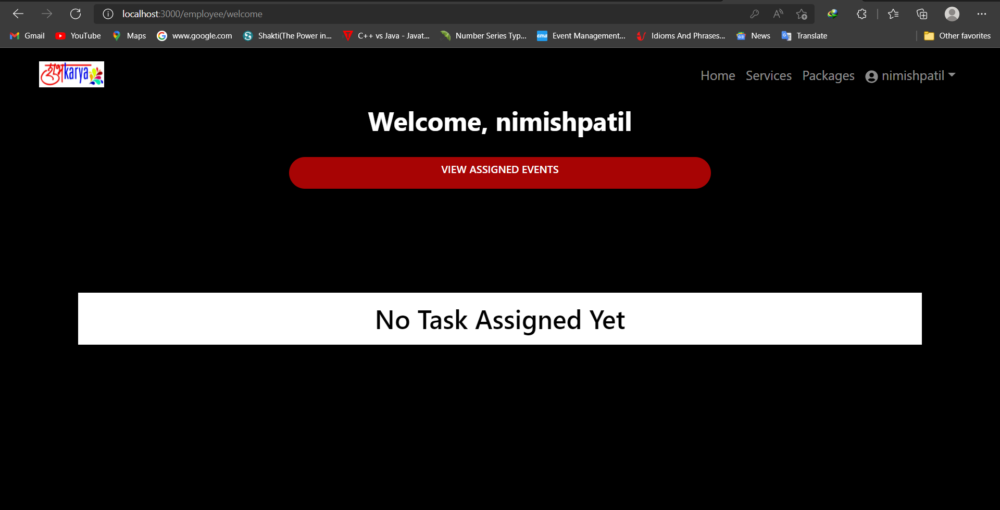 localhost:3000/employee/welcome
Gmail YouTube Maps www.google.com Shakti(The Power in... C++ vs Java - Javat... Number Series Typ... Event Management... Idioms And Phrases... News Translate Other favorites
शुभkarya Home Services Packages nimishpatil
Welcome, nimishpatil
VIEW ASSIGNED EVENTS
No Task Assigned Yet